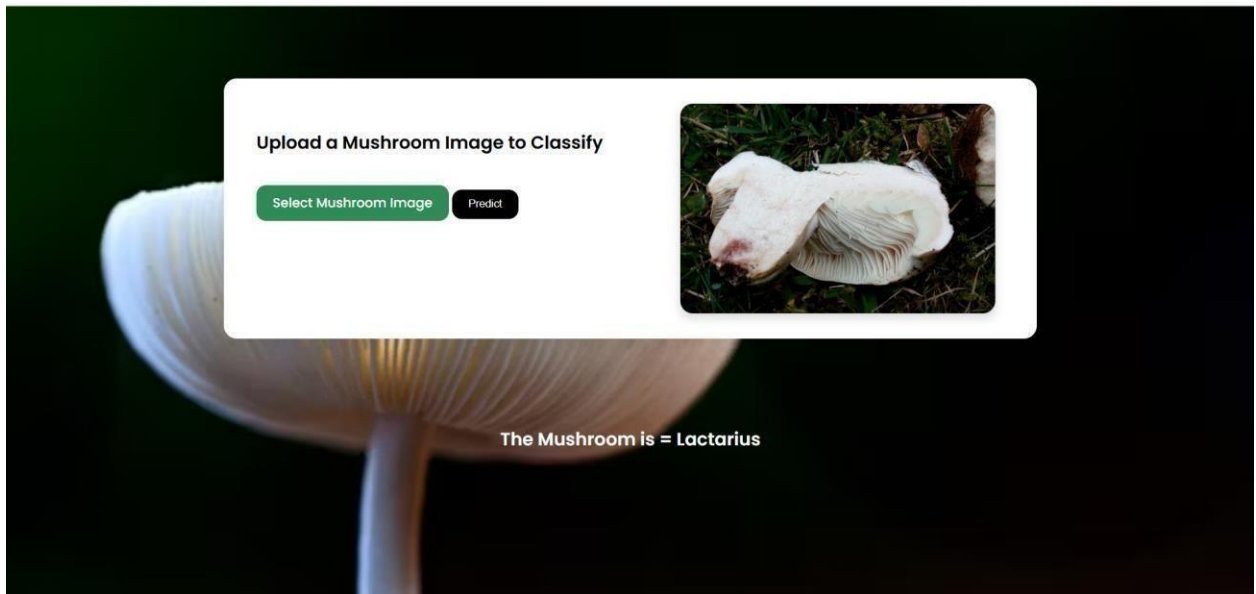 Upload a Mushroom Image to Classify
Select Mushroom Image Predict
The Mushroom is = Lactarius